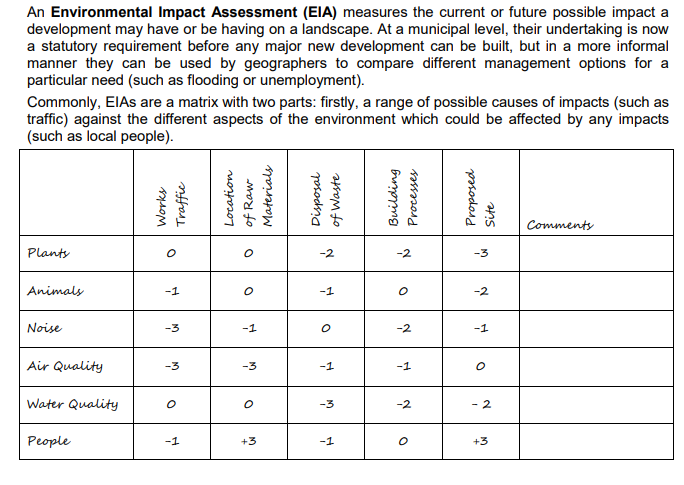 An Environmental Impact Assessment (EIA) measures the current or future possible impact a
development may have or be having on a landscape. At a municipal level, their undertaking is now
a statutory requirement before any major new development can be built, but in a more informal
manner they can be used by geographers to compare different management options for a
particular need (such as flooding or unemployment).
Commonly, EIAs are a matrix with two parts: firstly, a range of possible causes of impacts (such as
traffic) against the different aspects of the environment which could be affected by any impacts
(such as local people).
Works
Traffic
Location
of Raw
Materials
Disposal
of Waste
Building
Processes
Proposed
Site
Comments
Plants 0 0 -2 -2 -3
Animals -1 0 -1 0 -2
Noise -3 -1 0 -2 -1
Air Quality -3 -3 -1 -1 0
Water Quality 0 0 -3 -2 - 2
People -1 +3 -1 0 +3